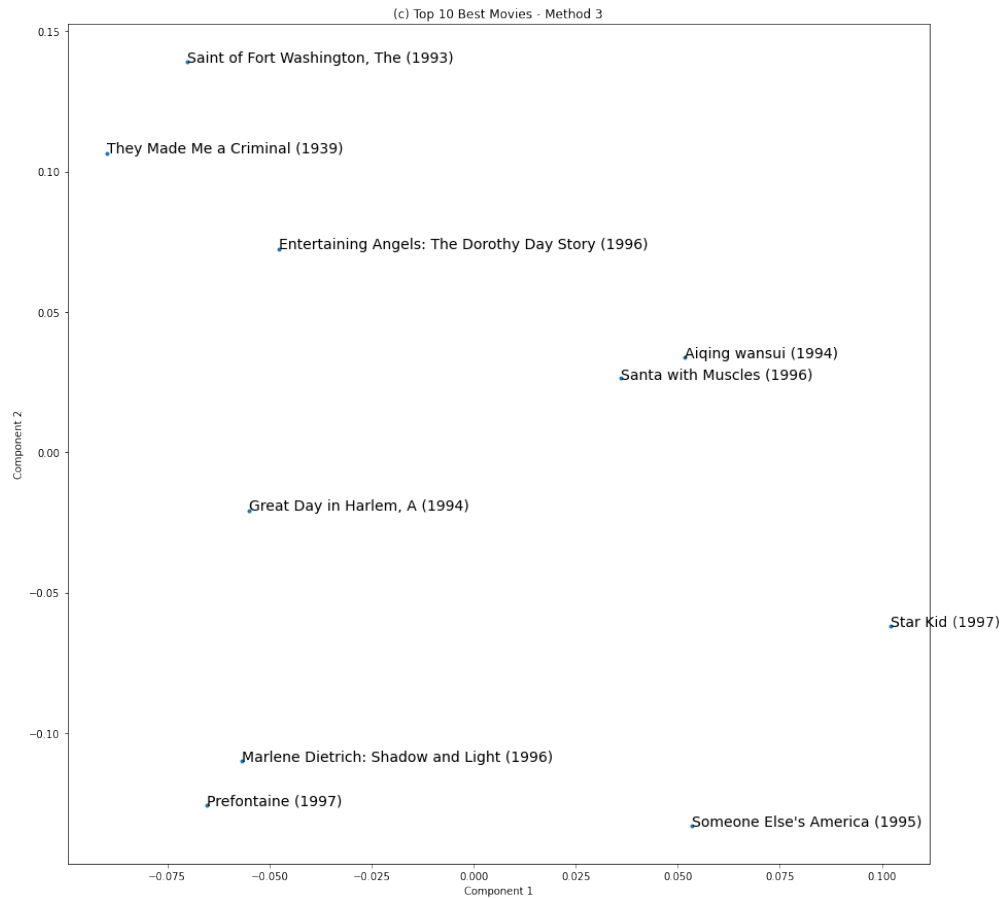 (c) Top 10 Best Movies - Method 3
0.15
Saint of Fort Washington, The (1993)
They Made Me a Criminal (1939)
0.10
Entertaining Angels: The Dorothy Day Story (1996)
0.05
Aiqing wansui (1994)
Santa with Muscles (1996)
Component 2
0.00
Great Day in Harlem, A (1994)
−0.05
Star Kid (1997)
−0.10
Marlene Dietrich: Shadow and Light (1996)
Prefontaine (1997)
Someone Else's America (1995)
−0.075 −0.050 −0.025 0.000 0.025 0.050 0.075 0.100
Component 1